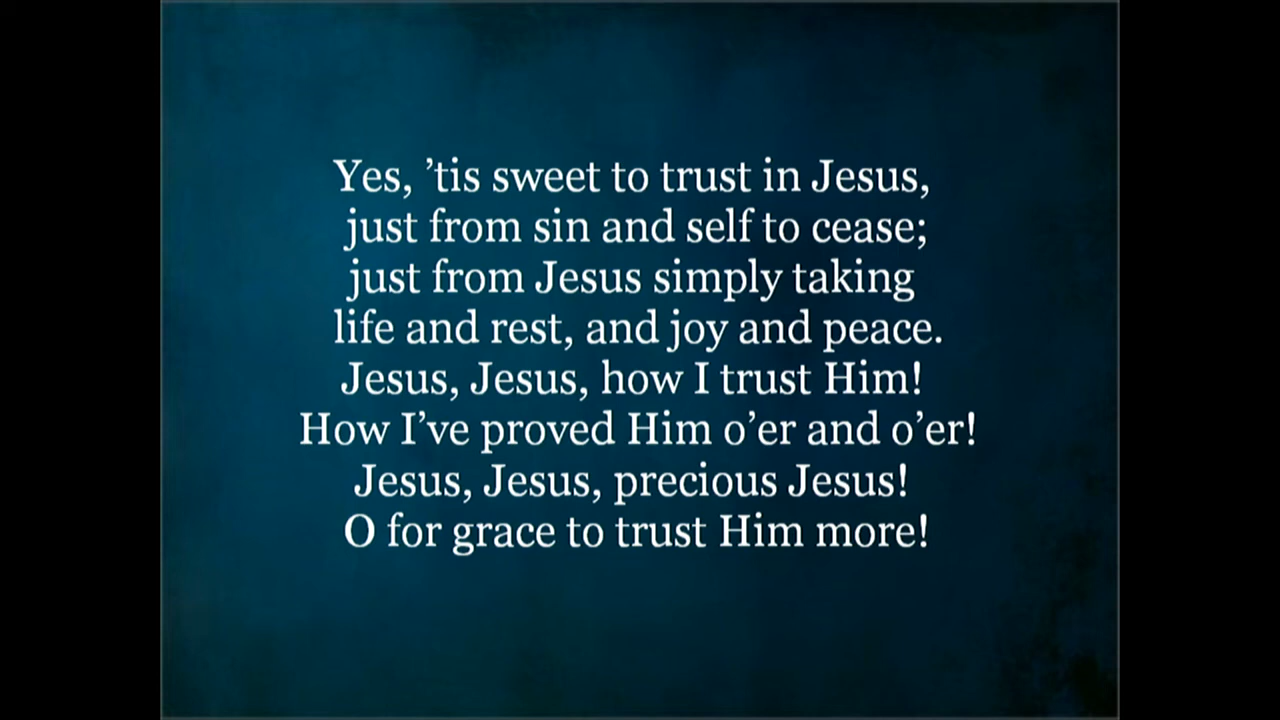 Yes, ’tis sweet to trust in Jesus,
just from sin and self to cease;
just from Jesus simply taking
life and rest, and joy and peace.
Jesus, Jesus, how I trust Him!
How I’ve proved Him o’er and o’er!
Jesus, Jesus, precious Jesus!
O for grace to trust Him more!